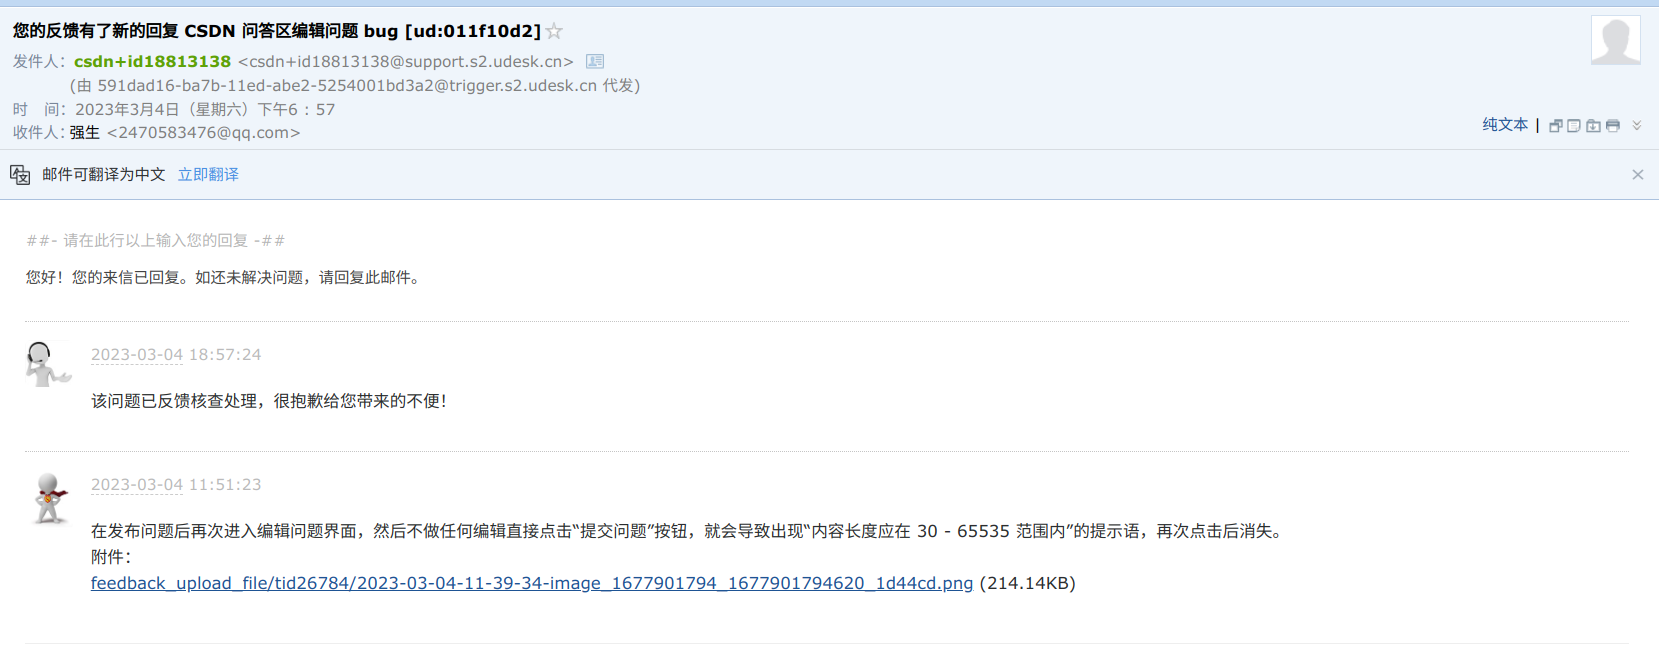 您的反馈有了新的回复 CSDN 问答区编辑问题 bug [ud:011f10d2]
发件人：csdn+id18813138 <csdn+id18813138@support.s2.udesk.cn>
(由 591dad16-ba7b-11ed-abe2-5254001bd3a2@trigger.s2.udesk.cn 代发)
时 间：2023年3月4日（星期六）下午6：57
收件人：强生 <2470583476@qq.com>
纯文本 |
邮件可翻译为中文 立即翻译
##- 请在此行以上输入您的回复 -##
您好！您的来信已回复。如还未解决问题，请回复此邮件。
2023-03-04 18:57:24
该问题已反馈核查处理，很抱歉给您带来的不便！
2023-03-04 11:51:23
在发布问题后再次进入编辑问题界面，然后不做任何编辑直接点击“提交问题”按钮，就会导致出现“内容长度应在 30 - 65535 范围内”的提示语，再次点击后消失。
附件：
feedback_upload_file/tid26784/2023-03-04-11-39-34-image_1677901794_1677901794620_1d44cd.png (214.14KB)